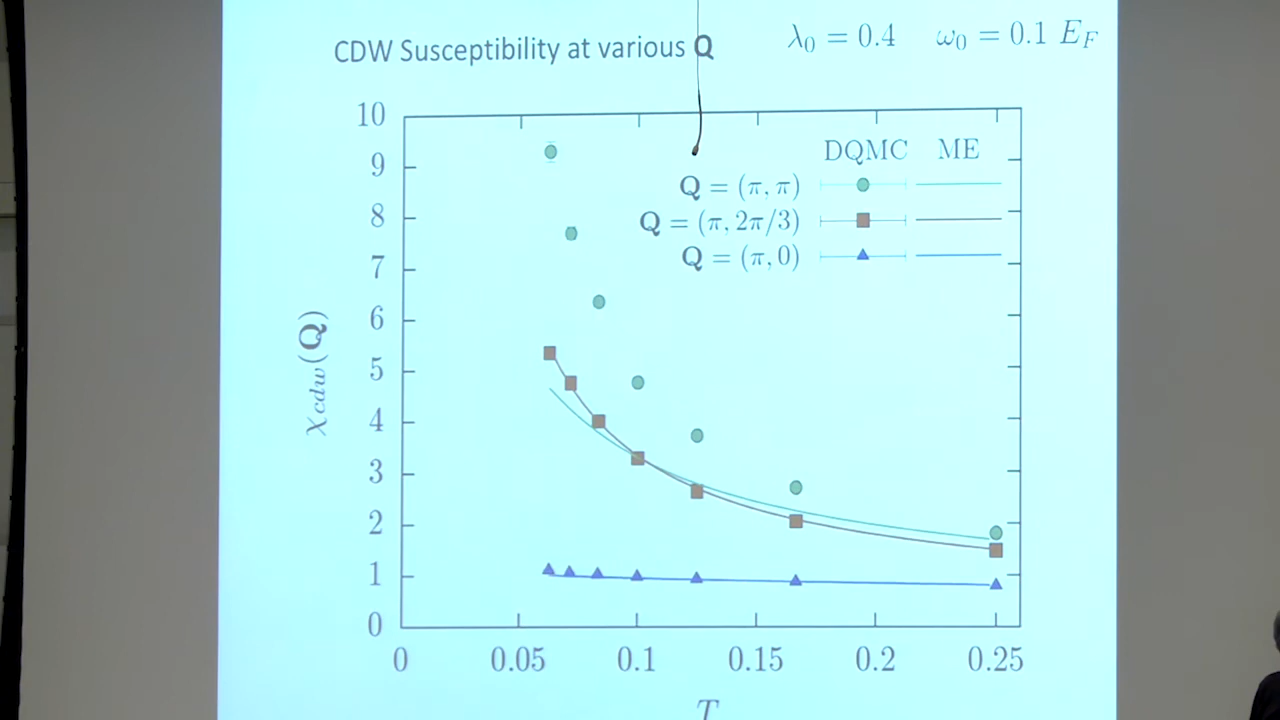 CDW Susceptibility at various Q
λ₀ = 0.4 ω₀ = 0.1 E_F
DQMC ME
Q = (π, π)
Q = (π, 2π/3)
Q = (π, 0)
χ_cdw(Q)
10
9
8
7
6
5
4
3
2
1
0
0 0.05 0.1 0.15 0.2 0.25
T